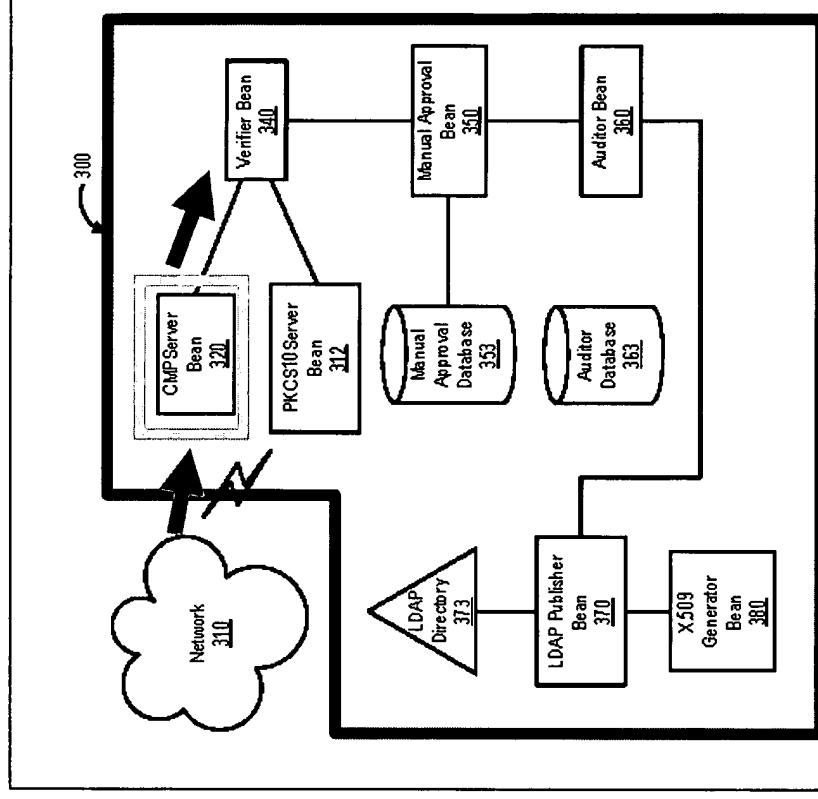 300
Network
310
CMPServer
Bean
320
Verifier Bean
340
PKCS10Server
Bean
312
LDAP
Directory
373
Manual
Approval
Database
353
Manual Approval
Bean
350
LDAP Publisher
Bean
370
Auditor
Database
363
Auditor Bean
360
X.509
Generator
Bean
380